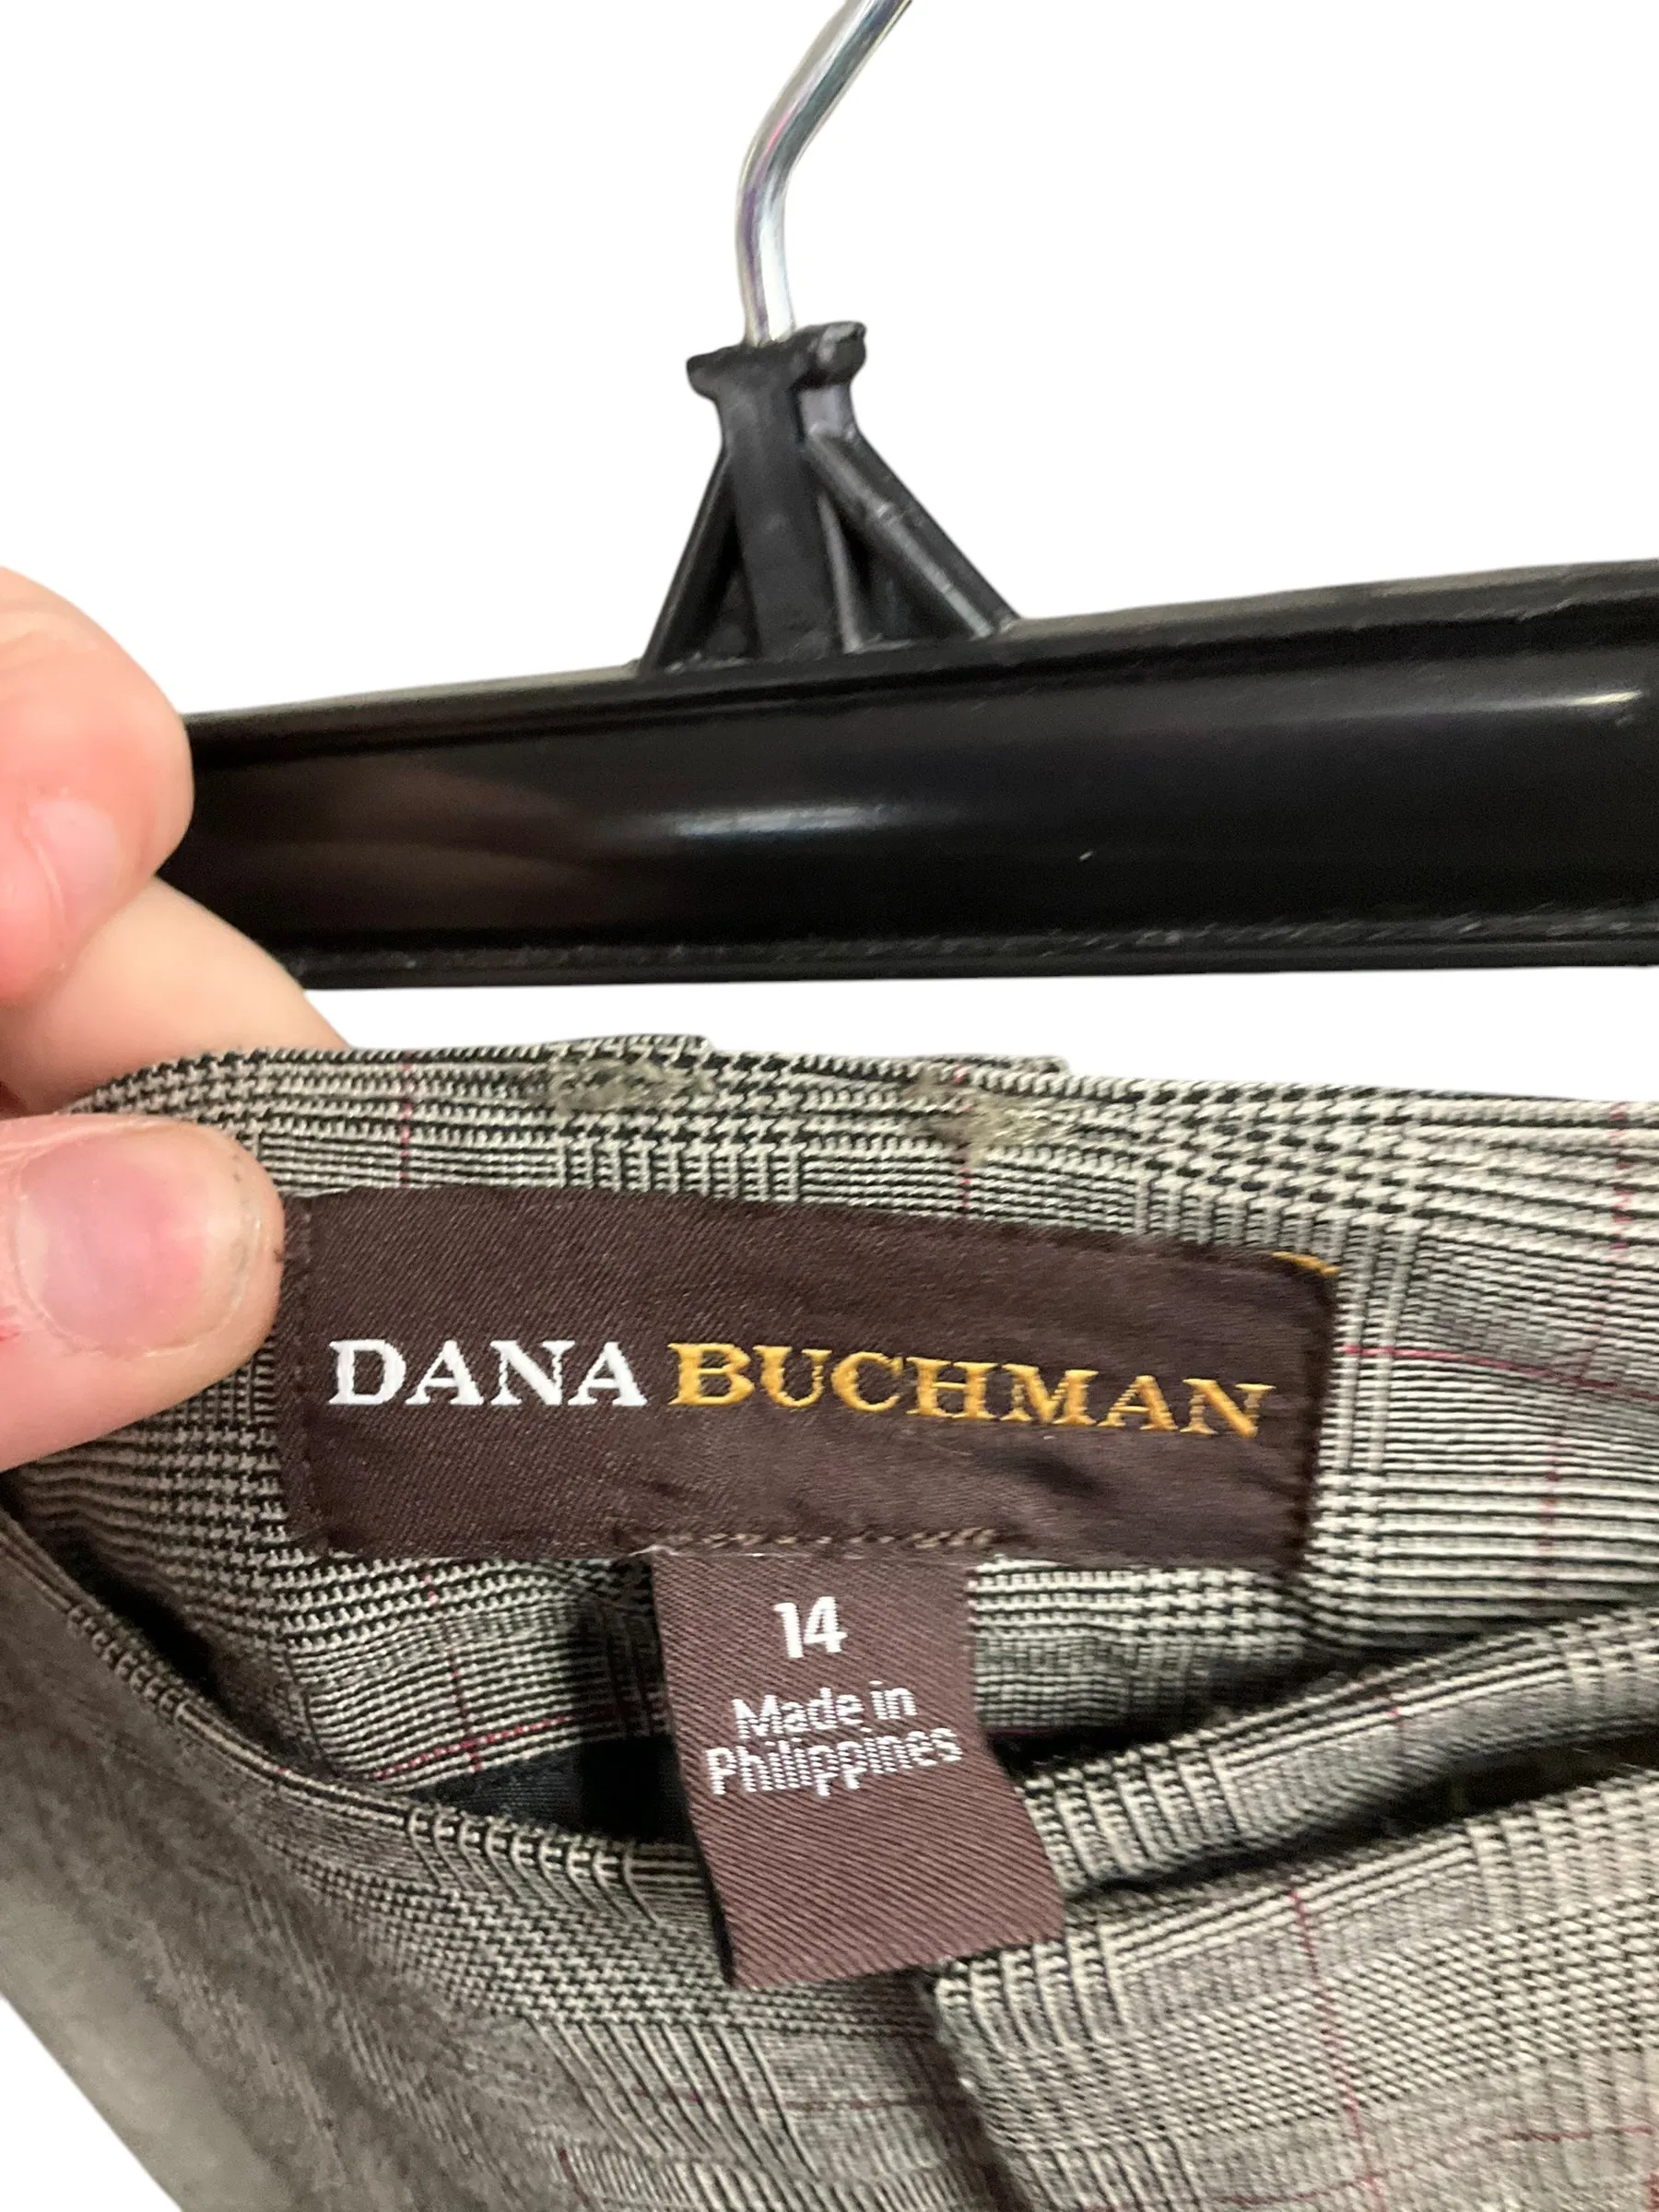 DANA BUCHMAN
14
Made in
Philippines